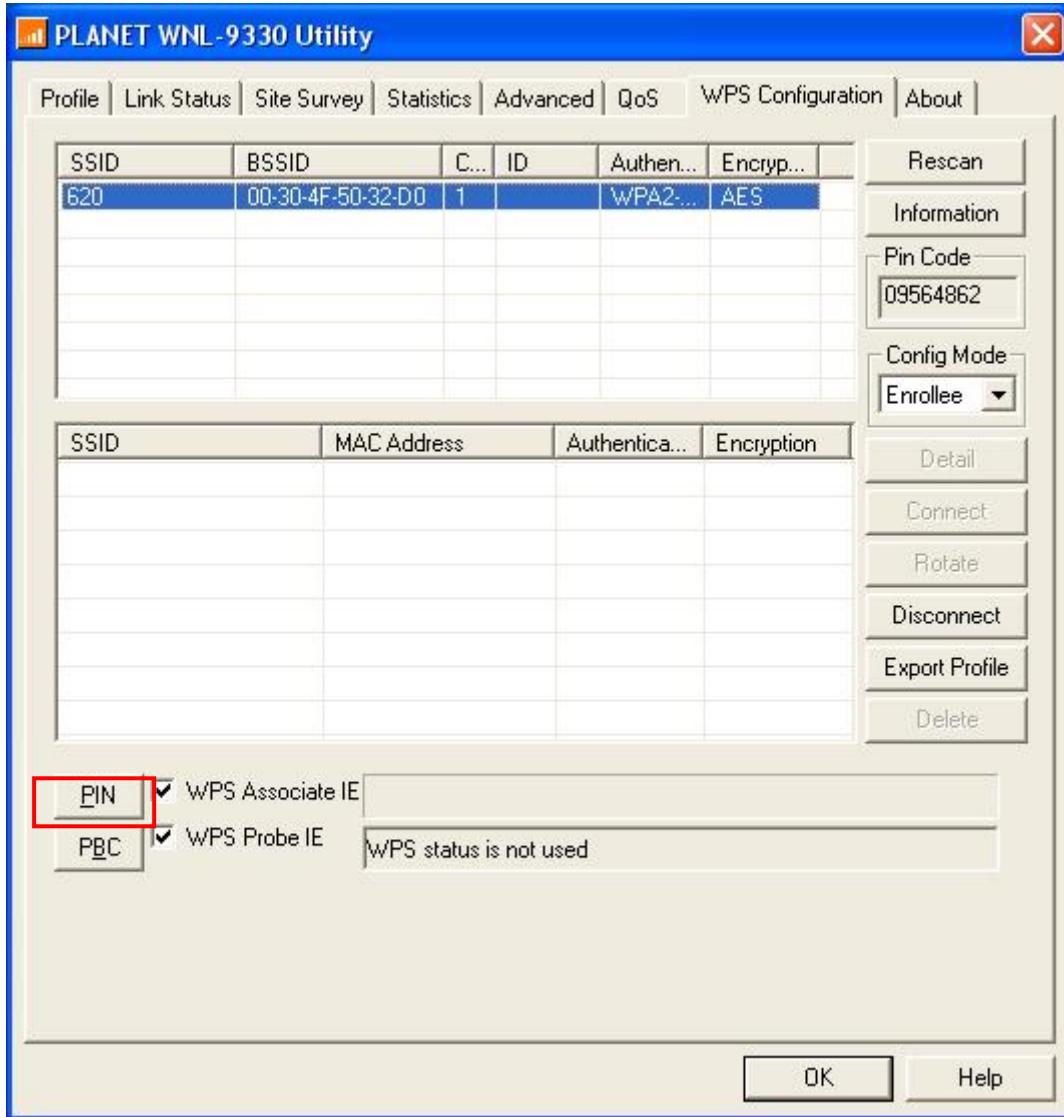 PLANET WNL-9330 Utility
Profile Link Status Site Survey Statistics Advanced QoS WPS Configuration About
SSID BSSID C... ID Authen... Encryp...
620 00-30-4F-50-32-D0 1 WPA2-... AES
Rescan
Information
Pin Code
09564862
Config Mode
Enrollee
SSID MAC Address Authentica... Encryption
Detail
Connect
Rotate
Disconnect
Export Profile
Delete
PIN WPS Associate IE
PBC WPS Probe IE WPS status is not used
OK Help